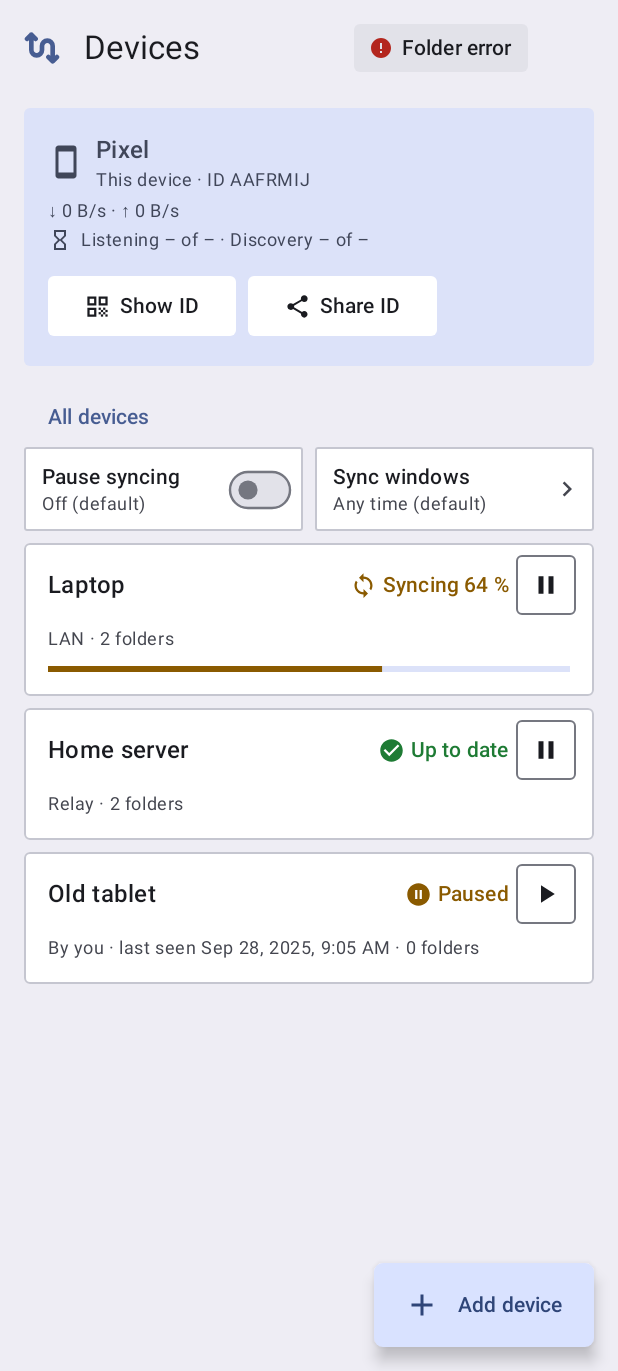 Devices
Folder error
Pixel
This device · ID AAFRMIJ
↓ 0 B/s · ↑ 0 B/s
Listening – of – · Discovery – of –
Show ID
Share ID
All devices
Pause syncing
Off (default)
Sync windows
Any time (default)
Laptop
Syncing 64 %
LAN · 2 folders
Home server
Up to date
Relay · 2 folders
Old tablet
Paused
By you · last seen Sep 28, 2025, 9:05 AM · 0 folders
Add device